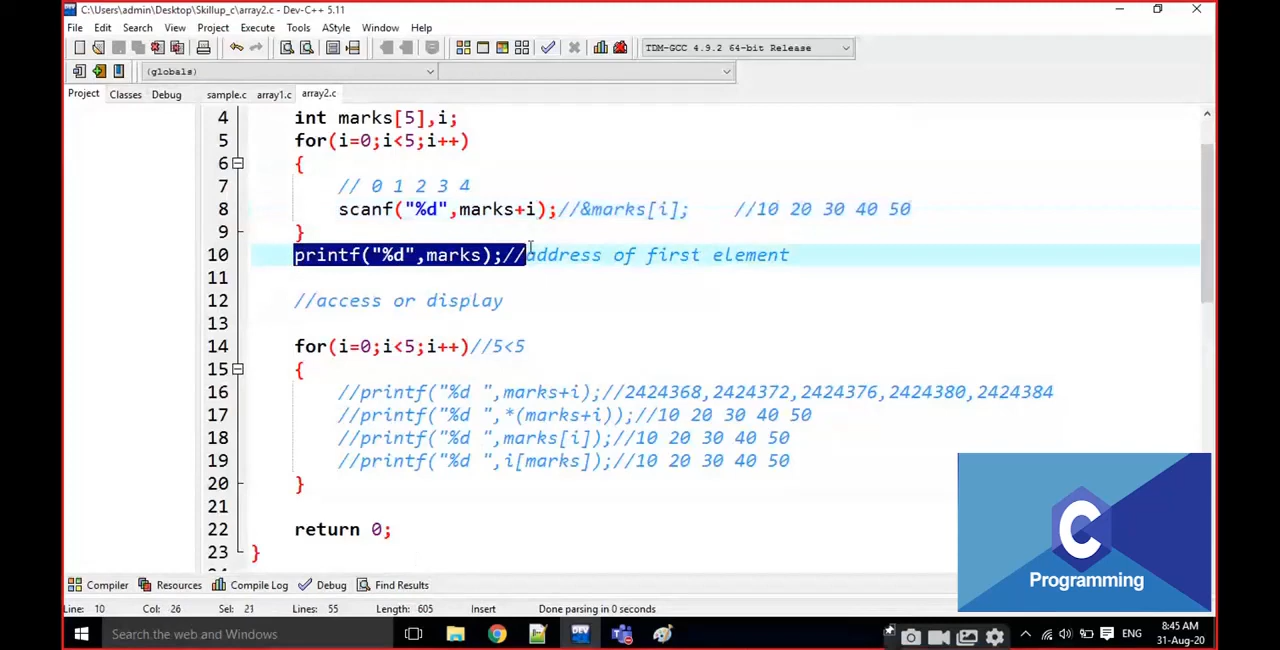 C:\Users\admin\Desktop\Skillup_c\array2.c - Dev-C++ 5.11
File Edit Search View Project Execute Tools AStyle Window Help
TDM-GCC 4.9.2 64-bit Release
(globals)
Project Classes Debug sample.c array1.c array2.c
4 int marks[5],i;
5 for(i=0;i<5;i++)
6 {
7 // 0 1 2 3 4
8 scanf("%d",marks+i);//&marks[i]; //10 20 30 40 50
9 }
10 printf("%d",marks);//address of first element
11
12 //access or display
13
14 for(i=0;i<5;i++)//5<5
15 {
16 //printf("%d ",marks+i);//2424368,2424372,2424376,2424380,2424384
17 //printf("%d ",*(marks+i));//10 20 30 40 50
18 //printf("%d ",marks[i]);//10 20 30 40 50
19 //printf("%d ",i[marks]);//10 20 30 40 50
20 }
21
22 return 0;
23 }
C
Programming
Compiler Resources Compile Log Debug Find Results
Line: 10 Col: 26 Sel: 21 Lines: 55 Length: 605 Insert Done parsing in 0 seconds
Search the web and Windows
DEV
ENG
8:45 AM
31-Aug-20